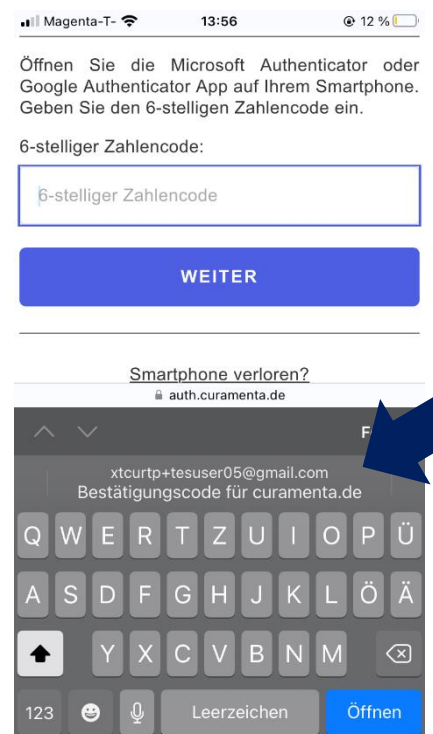 Magenta-T- 13:56 12 %
Öffnen Sie die Microsoft Authenticator oder
Google Authenticator App auf Ihrem Smartphone.
Geben Sie den 6-stelligen Zahlencode ein.
6-stelliger Zahlencode:
6-stelliger Zahlencode
WEITER
Smartphone verloren?
auth.curamenta.de
xtcurtp+tesuser05@gmail.com
Bestätigungscode für curamenta.de
Q W E R T Z U I O P Ü
A S D F G H J K L Ö Ä
Y X C V B N M
123 Leerzeichen Öffnen